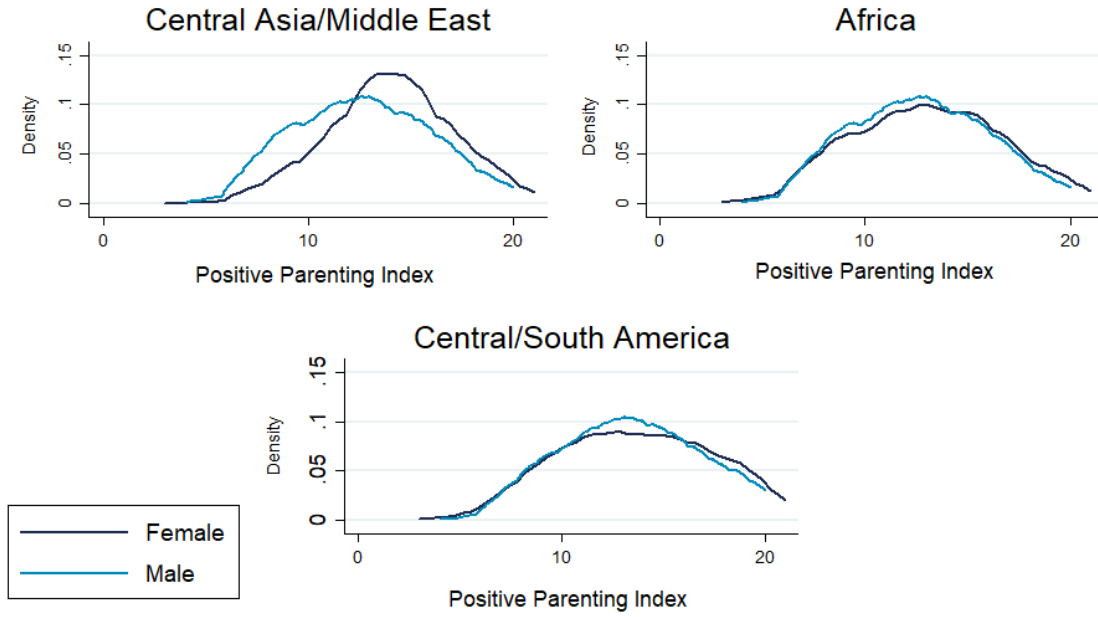 Central Asia/Middle East
Density
.15
.1
.05
0
0 10 20
Positive Parenting Index
Africa
Density
.15
.1
.05
0
0 10 20
Positive Parenting Index
Central/South America
Density
.15
.1
.05
0
0 10 20
Positive Parenting Index
Female
Male